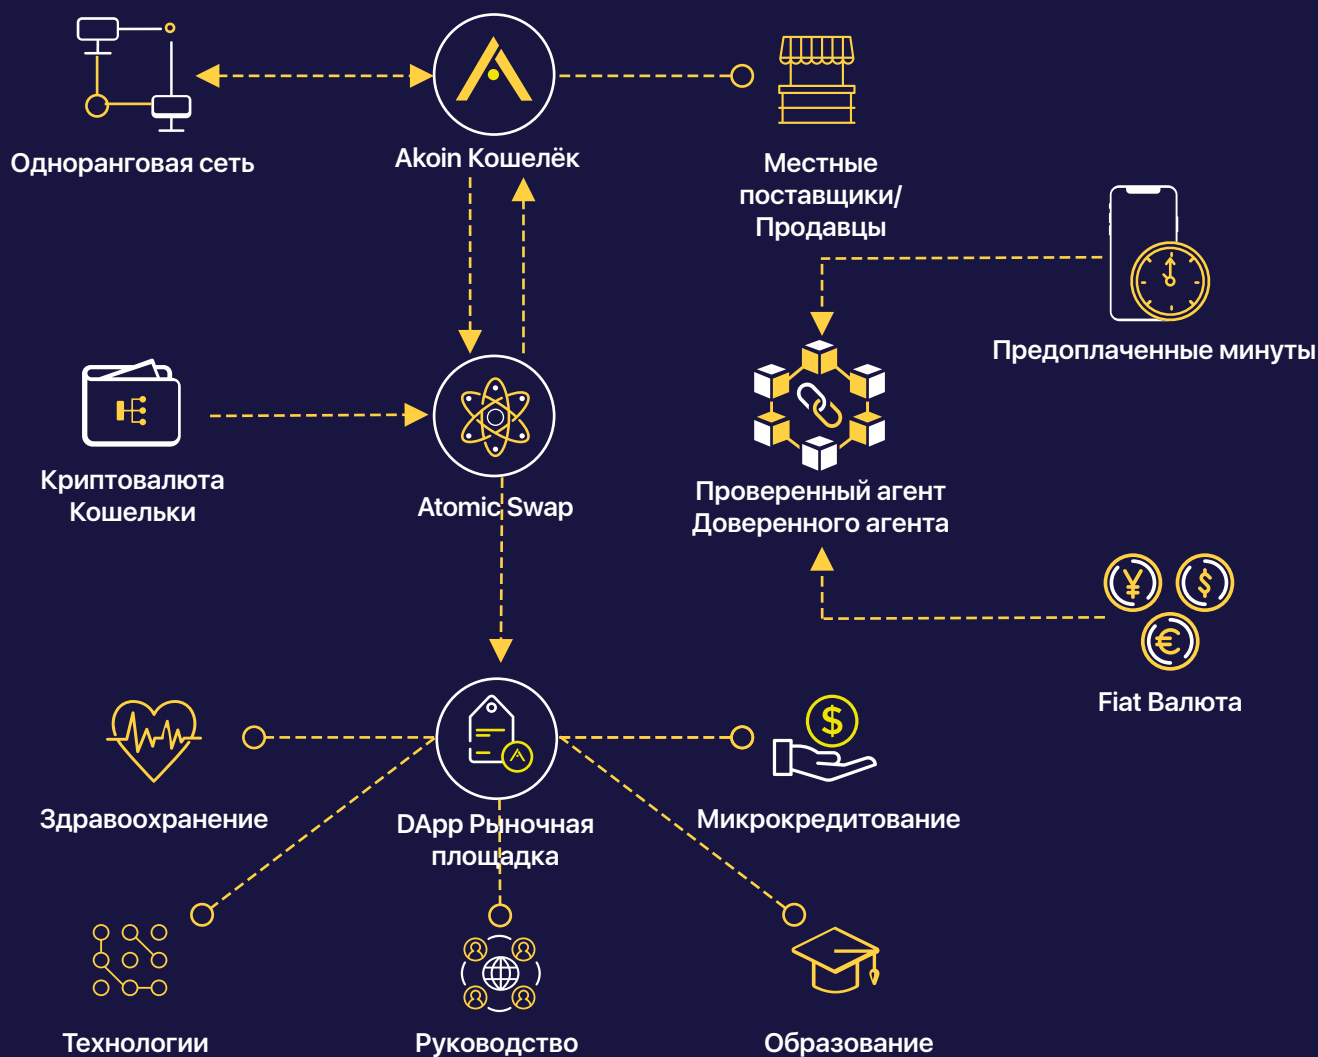 Одноранговая сеть
Akoin Кошелёк
Местные
поставщики/
Продавцы
Предоплаченные минуты
Криптовалюта
Кошельки
Atomic Swap
Проверенный агент
Доверенного агента
Fiat Валюта
Здравоохранение
DApp Рыночная
площадка
Микрокредитование
Технологии
Руководство
Образование